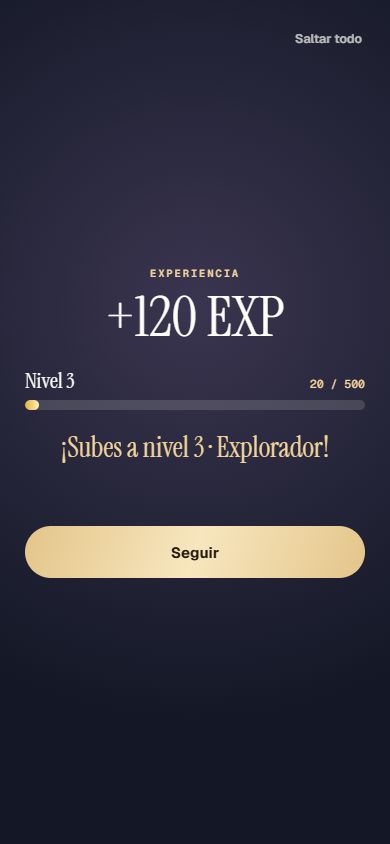 Saltar todo
EXPERIENCIA
+120 EXP
Nivel 3
20 / 500
¡Subes a nivel 3 · Explorador!
Seguir